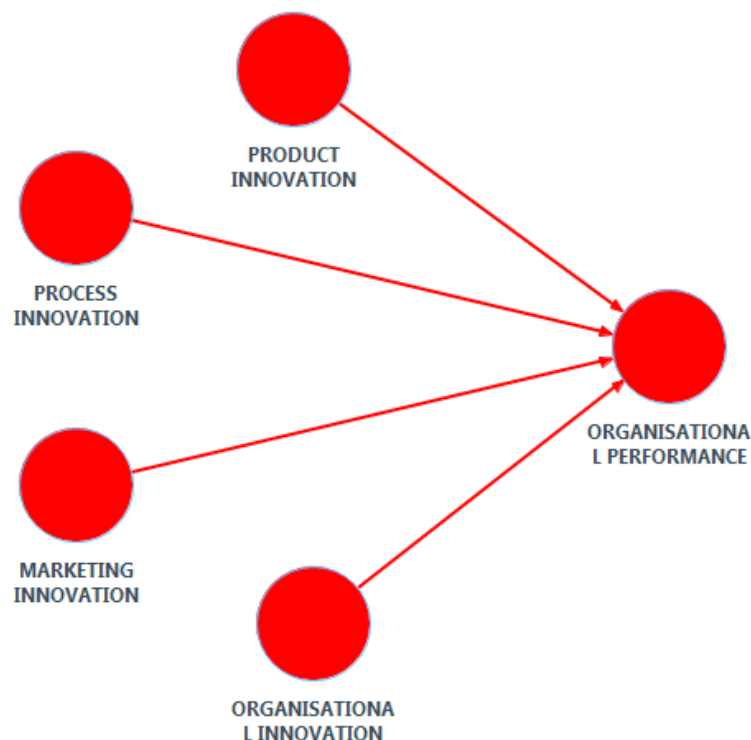 PRODUCT
INNOVATION
PROCESS
INNOVATION
ORGANISATIONA
L PERFORMANCE
MARKETING
INNOVATION
ORGANISATIONA
L INNOVATION